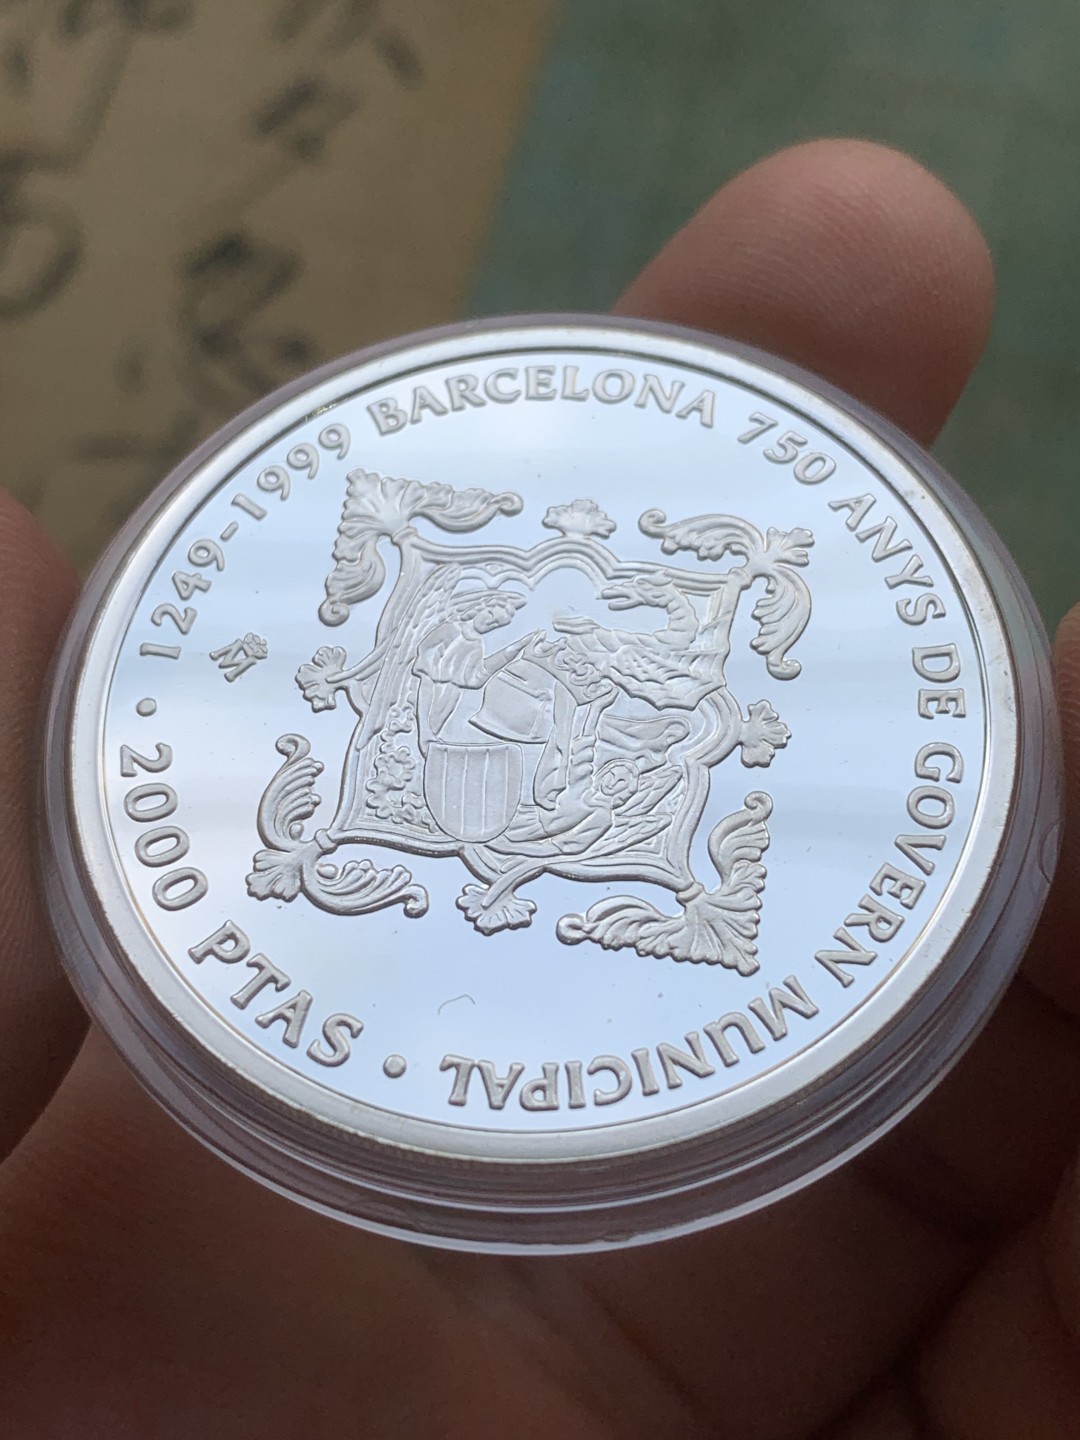 1249-1999 BARCELONA 750 ANYS DE GOVERN MUNICIPAL • 2000 PTAS •
M